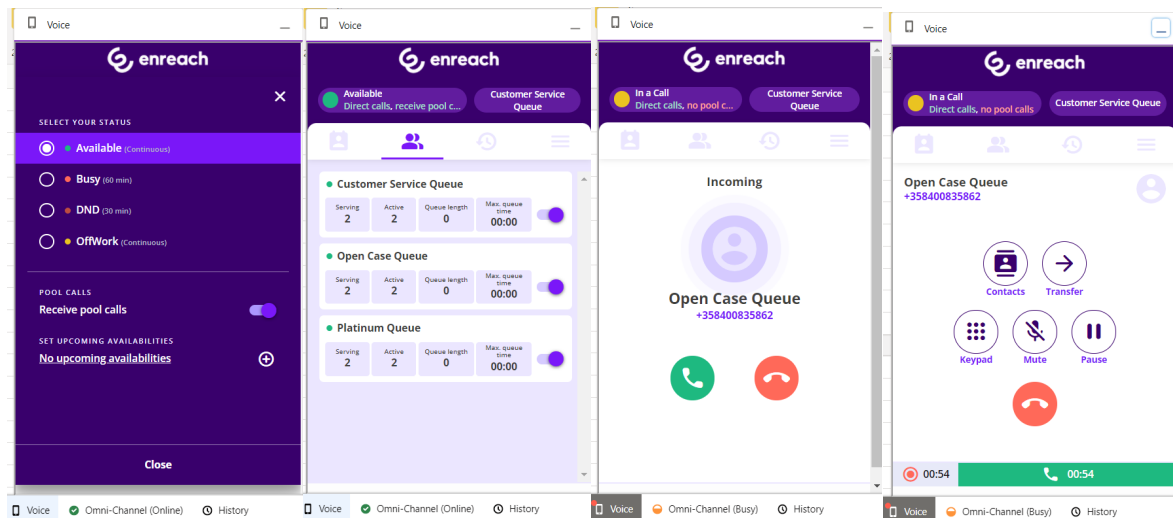 Voice
enreach
SELECT YOUR STATUS
Available (Continuous)
Busy (60 min)
DND (30 min)
OffWork (Continuous)
POOL CALLS
Receive pool calls
SET UPCOMING AVAILABILITIES
No upcoming availabilities
Close
Voice Omni-Channel (Online) History
Voice
enreach
Available
Direct calls, receive pool c...
Customer Service
Queue
Customer Service Queue
Serving Active Queue length Max. queue
time
2 2 0 00:00
Open Case Queue
Serving Active Queue length Max. queue
time
2 2 0 00:00
Platinum Queue
Serving Active Queue length Max. queue
time
2 2 0 00:00
Voice Omni-Channel (Online) History
Voice
enreach
In a Call
Direct calls, no pool c...
Customer Service
Queue
Incoming
Open Case Queue
+358400835862
Voice Omni-Channel (Busy) History
Voice
enreach
In a Call
Direct calls, no pool calls
Customer Service Queue
Open Case Queue
+358400835862
Contacts Transfer
Keypad Mute Pause
00:54 00:54
Voice Omni-Channel (Busy) History